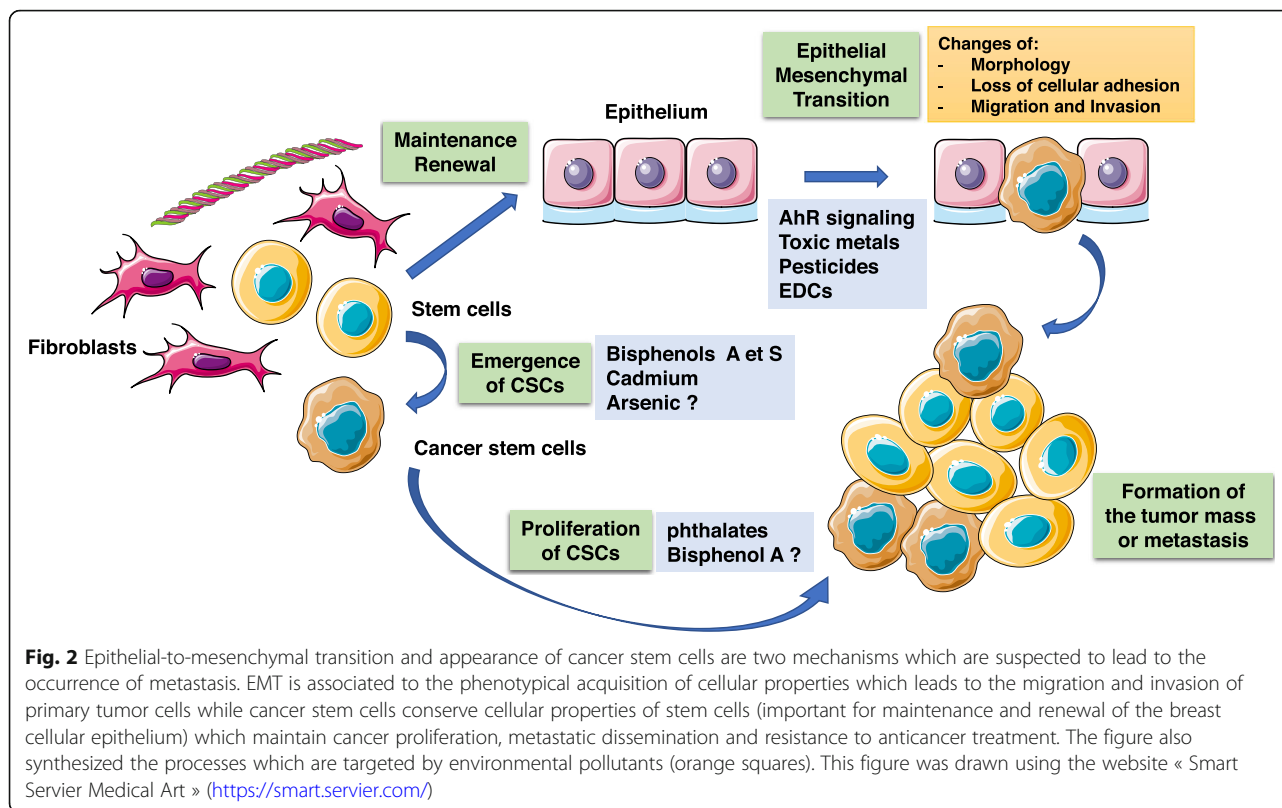 Epithelial
Mesenchymal
Transition
Changes of:
- Morphology
- Loss of cellular adhesion
- Migration and Invasion
Maintenance
Renewal
Epithelium
AhR signaling
Toxic metals
Pesticides
EDCs
Stem cells
Fibroblasts
Emergence
of CSCs
Bisphenols A et S
Cadmium
Arsenic ?
Cancer stem cells
Proliferation
of CSCs
phthalates
Bisphenol A ?
Formation of
the tumor mass
or metastasis
Fig. 2 Epithelial-to-mesenchymal transition and appearance of cancer stem cells are two mechanisms which are suspected to lead to the
occurrence of metastasis. EMT is associated to the phenotypical acquisition of cellular properties which leads to the migration and invasion of
primary tumor cells while cancer stem cells conserve cellular properties of stem cells (important for maintenance and renewal of the breast
cellular epithelium) which maintain cancer proliferation, metastatic dissemination and resistance to anticancer treatment. The figure also
synthesized the processes which are targeted by environmental pollutants (orange squares). This figure was drawn using the website « Smart
Servier Medical Art » (https://smart.servier.com/)